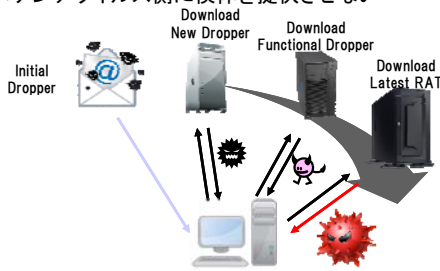 Download
New Dropper
Download
Functional Dropper
Initial
Dropper
Download
Latest RAT
@